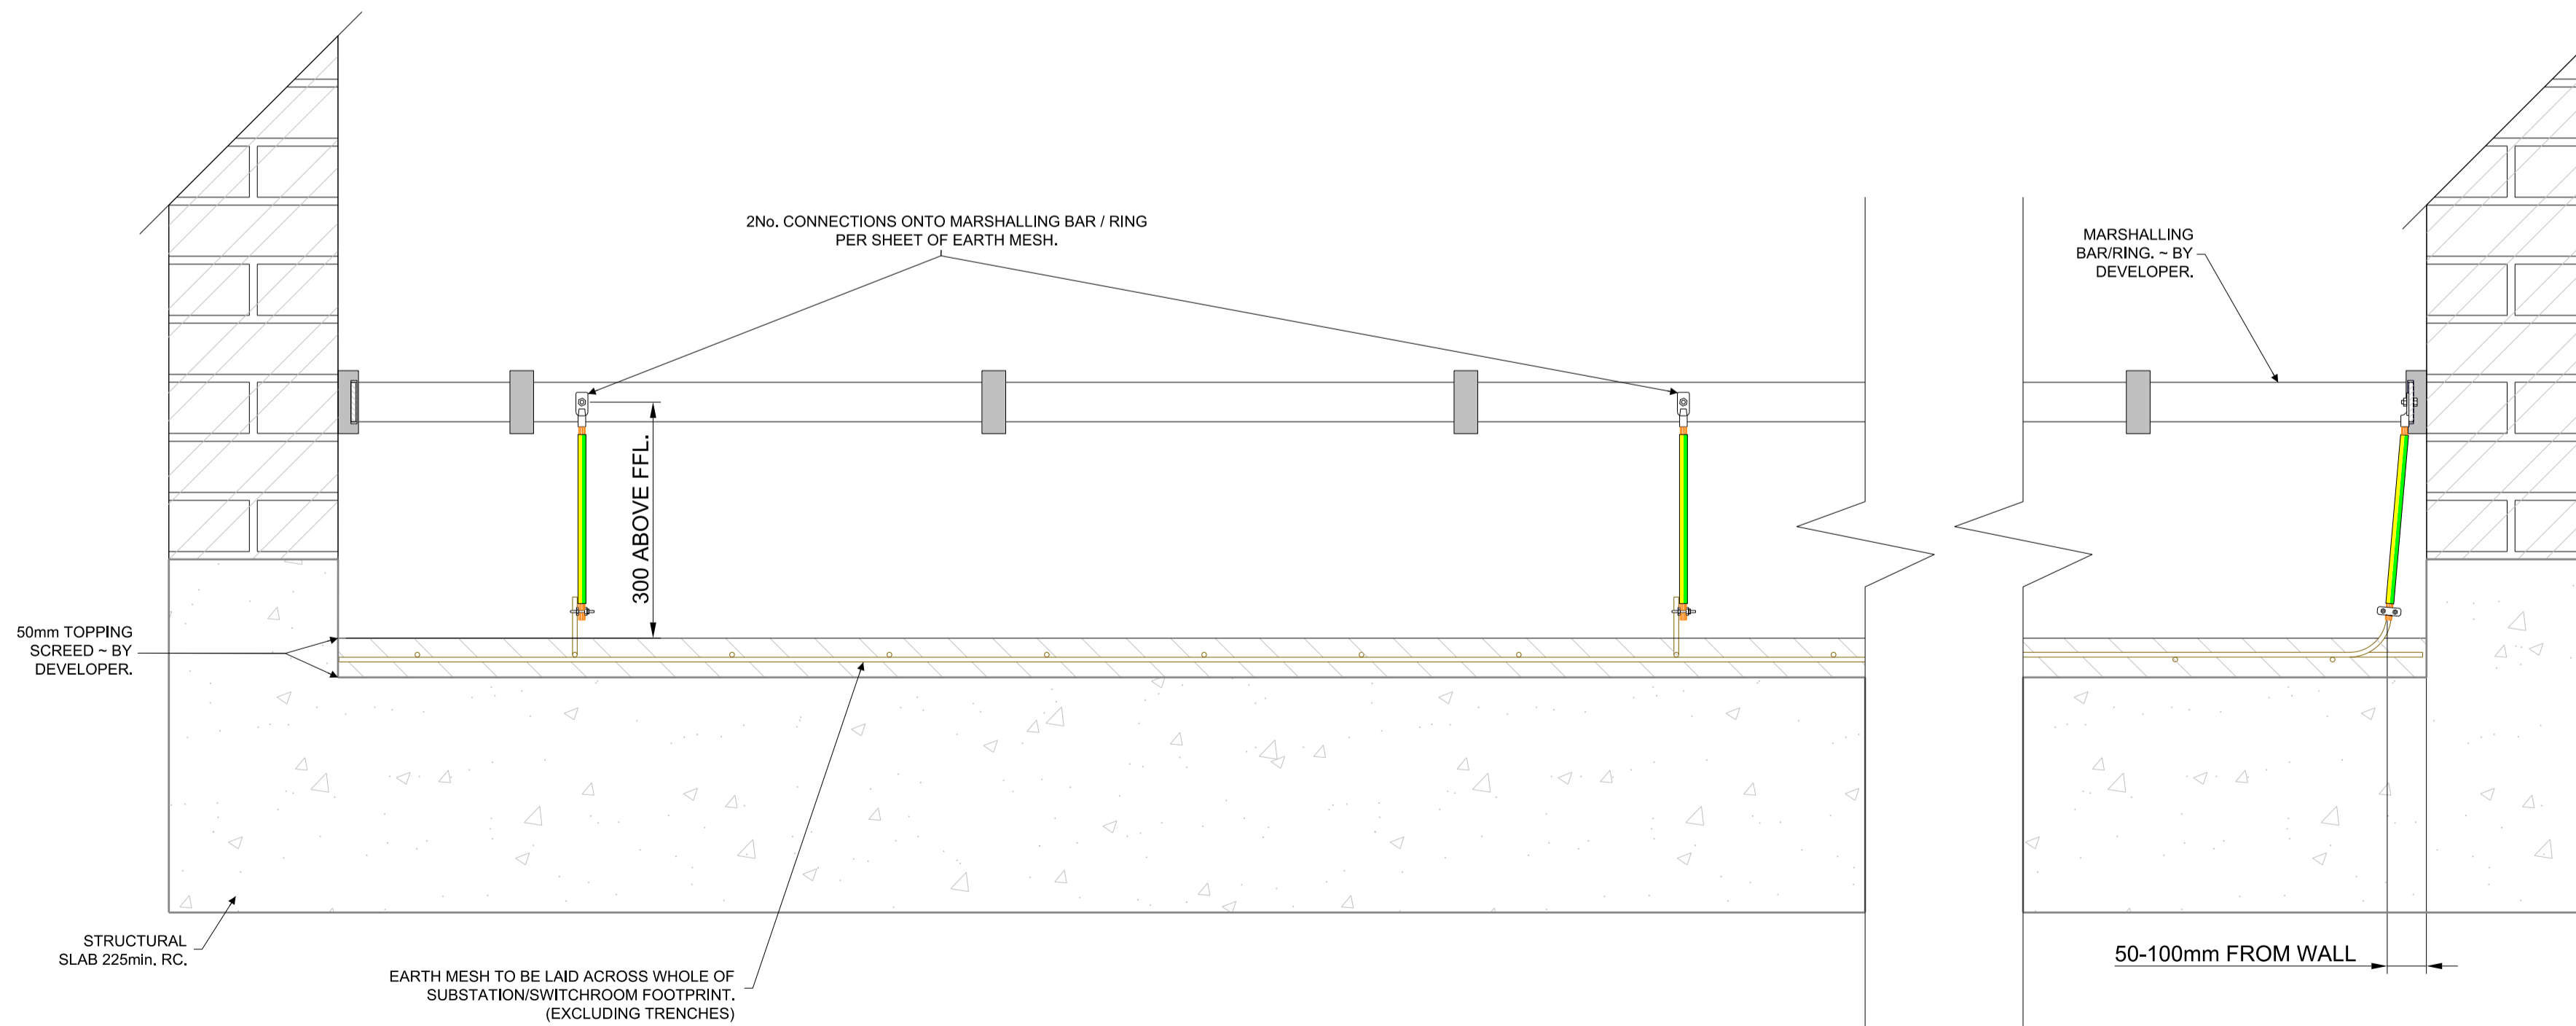 2No. CONNECTIONS ONTO MARSHALLING BAR / RING
PER SHEET OF EARTH MESH.
MARSHALLING
BAR/RING. ~ BY
DEVELOPER.
300 ABOVE FFL.
50mm TOPPING
SCREED ~ BY
DEVELOPER.
STRUCTURAL
SLAB 225min. RC.
EARTH MESH TO BE LAID ACROSS WHOLE OF
SUBSTATION/SWITCHROOM FOOTPRINT.
(EXCLUDING TRENCHES)
50-100mm FROM WALL